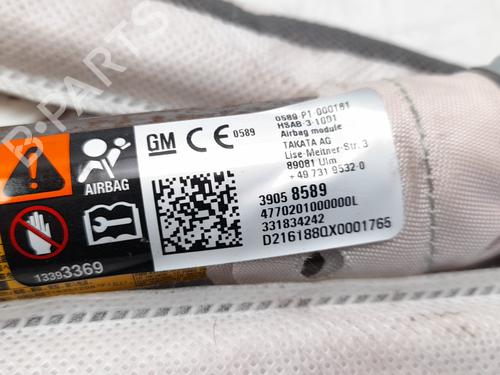 B-PARTS
GM CE 0589
0589-P1-000181
HSAB-3-1001
Airbag module
TAKATA AG
Lise-Meitner-Str. 3
89081 Ulm
+49 731 9532-0
AIRBAG
3905 8589
4770201000000L
331834242
D216188QX0001765
13393369